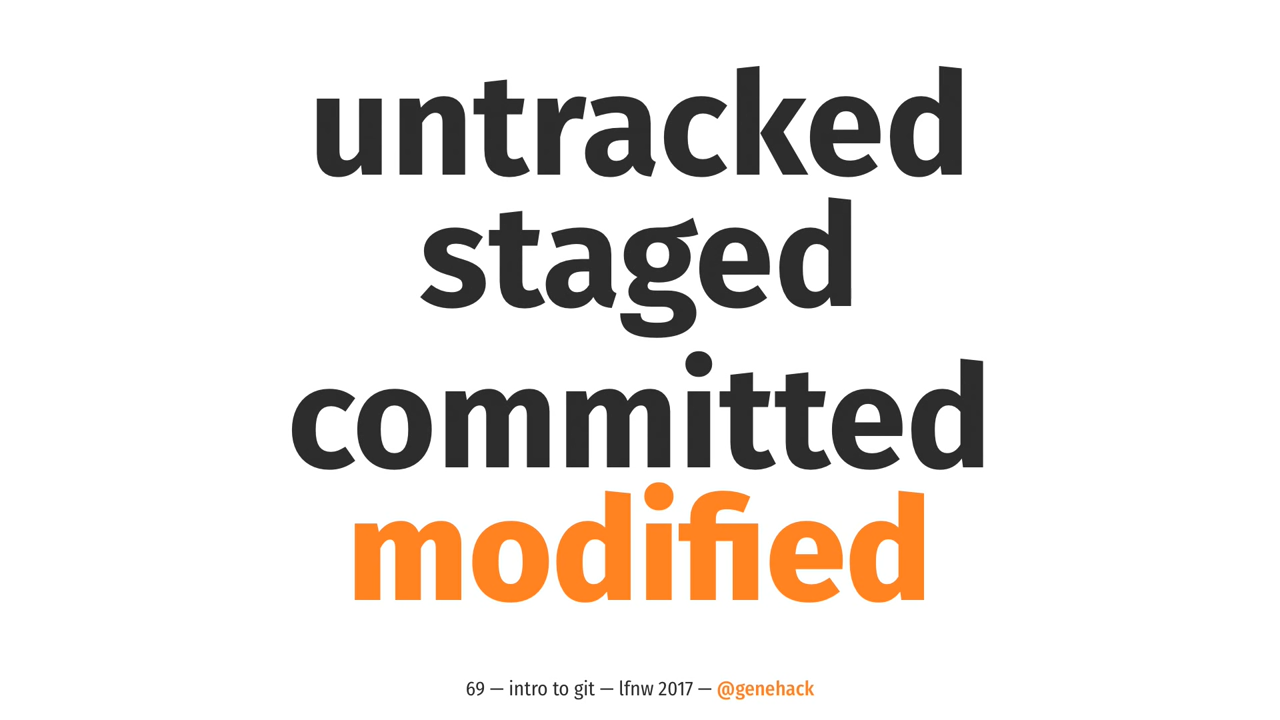 untracked
staged
committed
modified
69 — intro to git — lfnw 2017 — @genehack